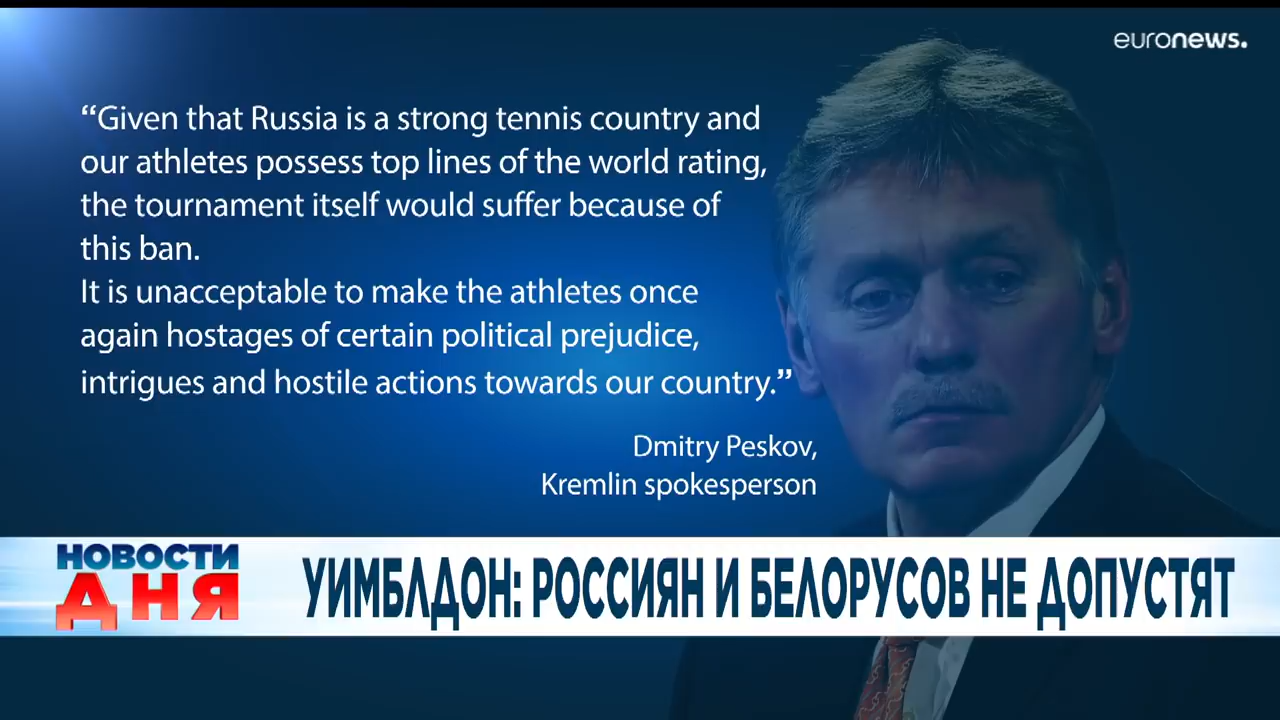 euronews.
“Given that Russia is a strong tennis country and
our athletes possess top lines of the world rating,
the tournament itself would suffer because of
this ban.
It is unacceptable to make the athletes once
again hostages of certain political prejudice,
intrigues and hostile actions towards our country.”
Dmitry Peskov,
Kremlin spokesperson
НОВОСТИ
ДНЯ
УИМБЛДОН: РОССИЯН И БЕЛОРУСОВ НЕ ДОПУСТЯТ